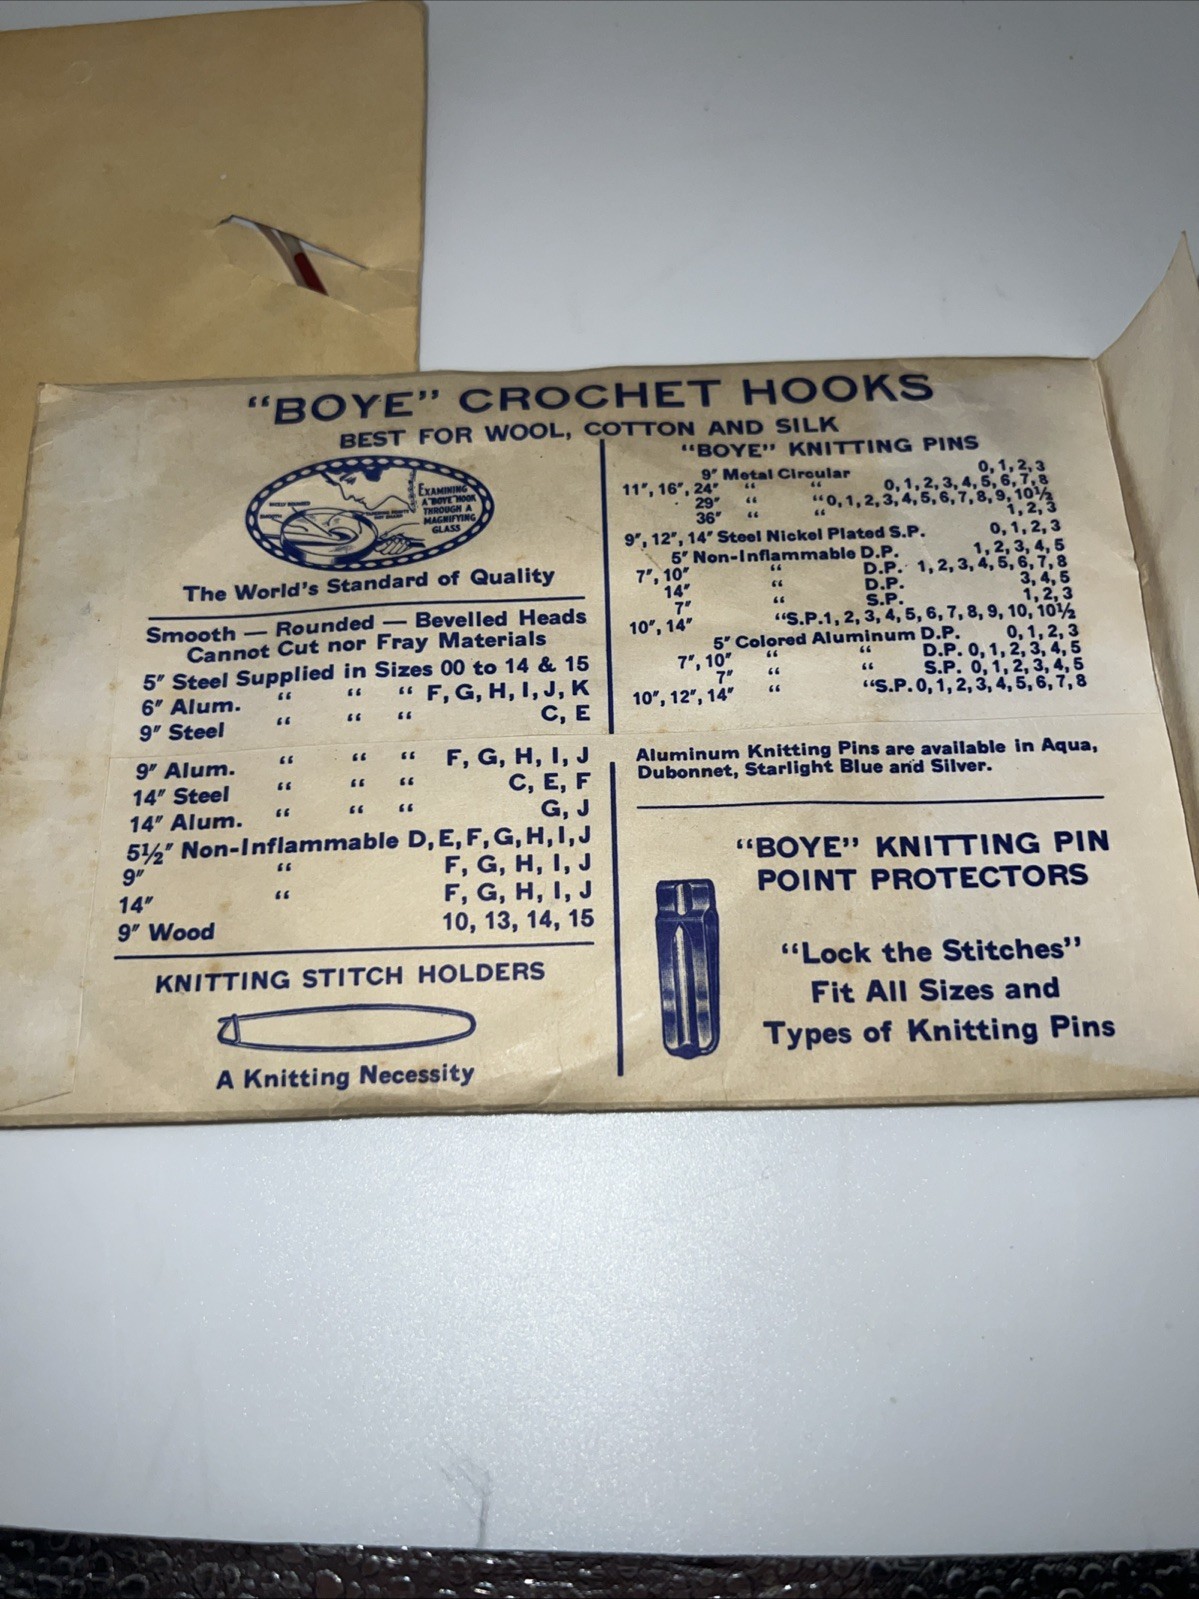 "BOYE" CROCHET HOOKS
BEST FOR WOOL, COTTON AND SILK
EXAMINING
A "BOYE" HOOK
THROUGH A
MAGNIFYING
GLASS
The World's Standard of Quality
Smooth — Rounded — Bevelled Heads
Cannot Cut nor Fray Materials
5" Steel Supplied in Sizes 00 to 14 & 15
6" Alum. " " " F, G, H, I, J, K
9" Steel " " " C, E
9" Alum. " " " F, G, H, I, J
14" Steel " " " C, E, F
14" Alum. " " " G, J
5½" Non-Inflammable D, E, F, G, H, I, J
9" " F, G, H, I, J
14" " F, G, H, I, J
9" Wood 10, 13, 14, 15
KNITTING STITCH HOLDERS
A Knitting Necessity
"BOYE" KNITTING PINS
9" Metal Circular 0, 1, 2, 3
11", 16", 24" " " 0, 1, 2, 3, 4, 5, 6, 7, 8
29" " " 0, 1, 2, 3, 4, 5, 6, 7, 8, 9, 10½
36" " " 1, 2, 3
9", 12", 14" Steel Nickel Plated S.P. 0, 1, 2, 3
5" Non-Inflammable D.P. 1, 2, 3, 4, 5
7", 10" " D.P. 1, 2, 3, 4, 5, 6, 7, 8
14" " D.P. 3, 4, 5
7" " S.P. 1, 2, 3
10", 14" " S.P. 1, 2, 3, 4, 5, 6, 7, 8, 9, 10, 10½
5" Colored Aluminum D.P. 0, 1, 2, 3
7", 10" " " D.P. 0, 1, 2, 3, 4, 5
7" " " S.P. 0, 1, 2, 3, 4, 5
10", 12", 14" " " S.P. 0, 1, 2, 3, 4, 5, 6, 7, 8
Aluminum Knitting Pins are available in Aqua,
Dubonnet, Starlight Blue and Silver.
"BOYE" KNITTING PIN
POINT PROTECTORS
"Lock the Stitches"
Fit All Sizes and
Types of Knitting Pins